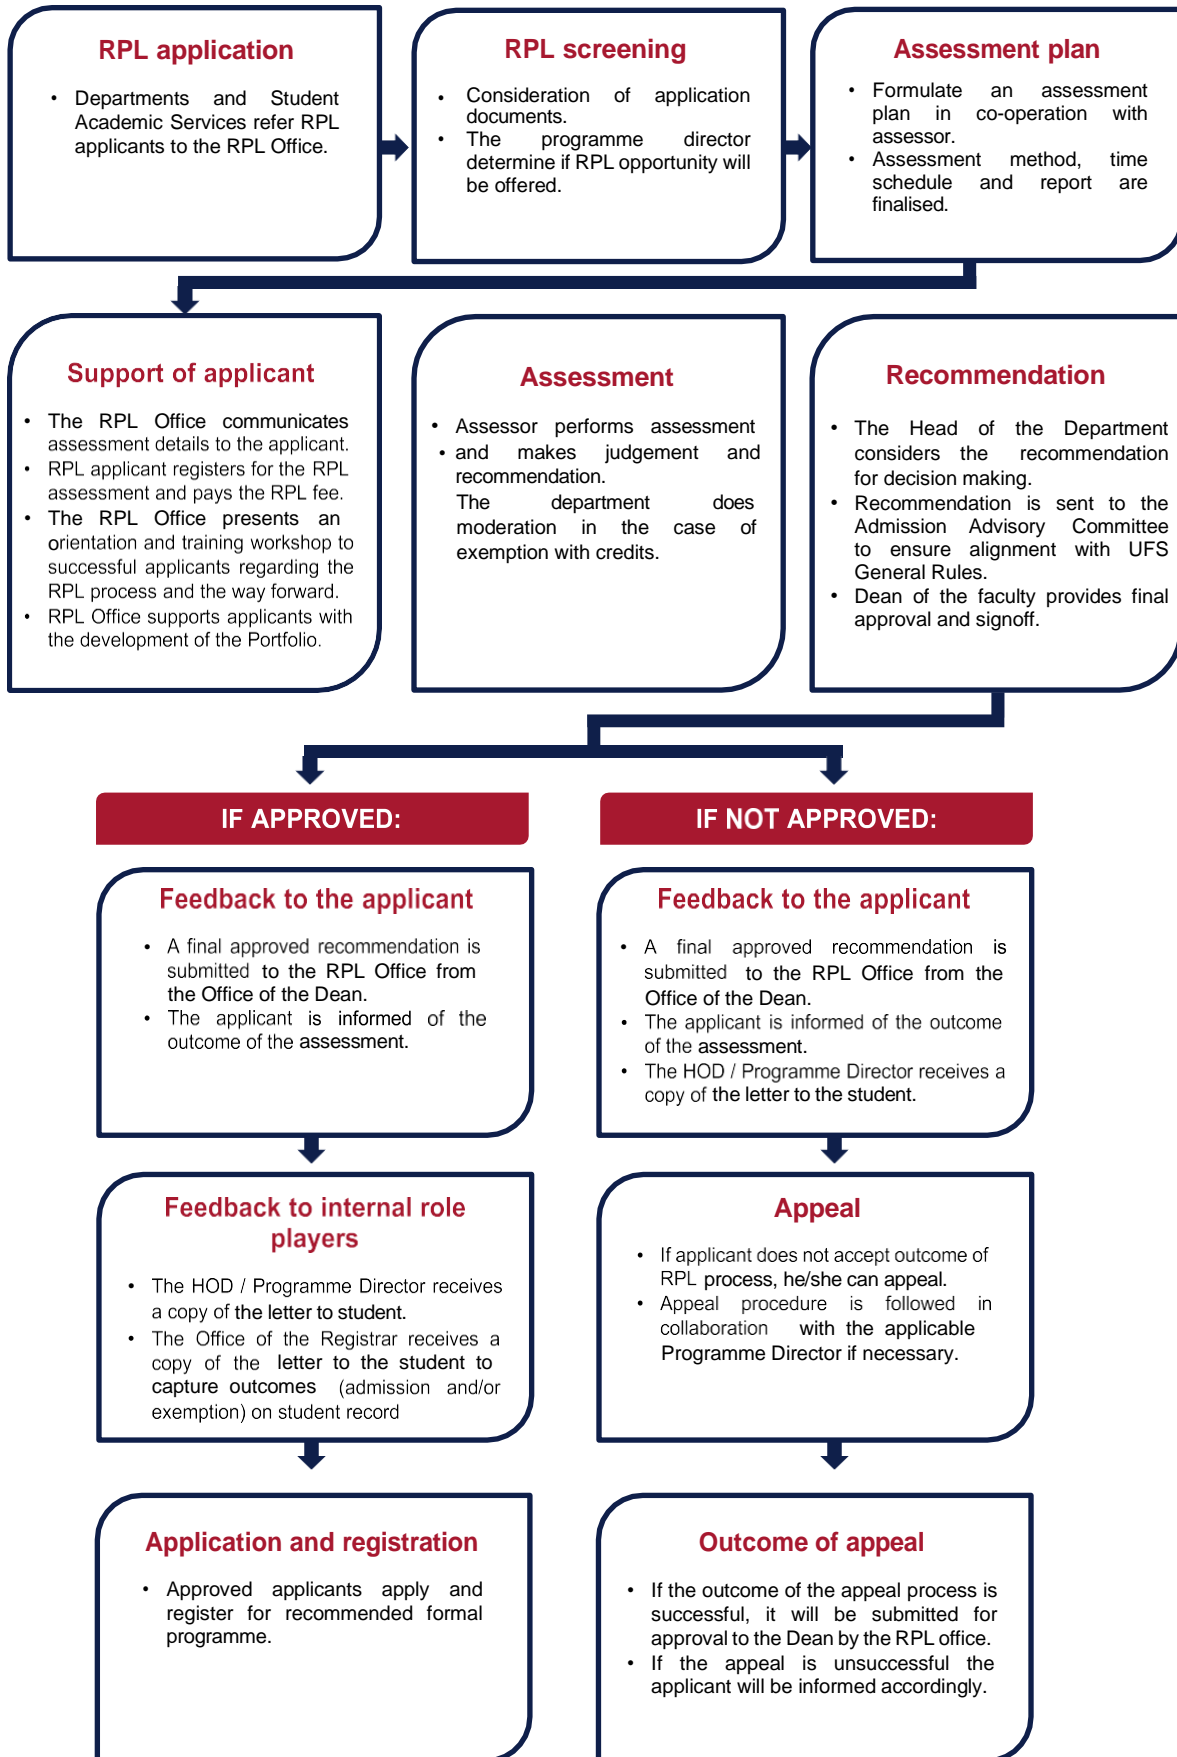 RPL application
• Departments and Student
Academic Services refer RPL
applicants to the RPL Office.
RPL screening
• Consideration of application
documents.
• The programme director
determine if RPL opportunity will
be offered.
Assessment plan
• Formulate an assessment
plan in co-operation with
assessor.
• Assessment method, time
schedule and report are
finalised.
Support of applicant
• The RPL Office communicates
assessment details to the applicant.
• RPL applicant registers for the RPL
assessment and pays the RPL fee.
• The RPL Office presents an
orientation and training workshop to
successful applicants regarding the
RPL process and the way forward.
• RPL Office supports applicants with
the development of the Portfolio.
Assessment
• Assessor performs assessment
• and makes judgement and
recommendation.
The department does
moderation in the case of
exemption with credits.
Recommendation
• The Head of the Department
considers the recommendation
for decision making.
• Recommendation is sent to the
Admission Advisory Committee
to ensure alignment with UFS
General Rules.
• Dean of the faculty provides final
approval and signoff.
IF APPROVED:
Feedback to the applicant
• A final approved recommendation is
submitted to the RPL Office from
the Office of the Dean.
• The applicant is informed of the
outcome of the assessment.
Feedback to internal role
players
• The HOD / Programme Director receives
a copy of the letter to student.
• The Office of the Registrar receives a
copy of the letter to the student to
capture outcomes (admission and/or
exemption) on student record
Application and registration
• Approved applicants apply and
register for recommended formal
programme.
IF NOT APPROVED:
Feedback to the applicant
• A final approved recommendation is
submitted to the RPL Office from the
Office of the Dean.
• The applicant is informed of the outcome
of the assessment.
• The HOD / Programme Director receives a
copy of the letter to the student.
Appeal
• If applicant does not accept outcome of
RPL process, he/she can appeal.
• Appeal procedure is followed in
collaboration with the applicable
Programme Director if necessary.
Outcome of appeal
• If the outcome of the appeal process is
successful, it will be submitted for
approval to the Dean by the RPL office.
• If the appeal is unsuccessful the
applicant will be informed accordingly.